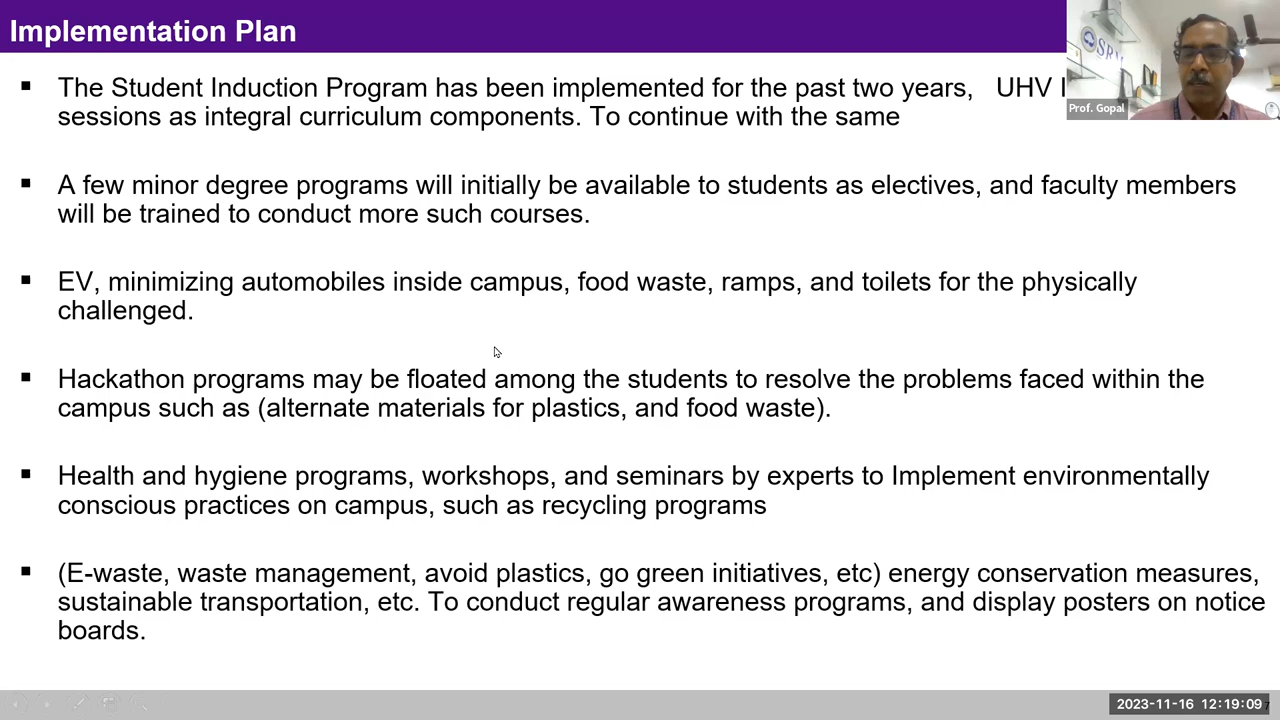 Implementation Plan
▪ The Student Induction Program has been implemented for the past two years, UHV
sessions as integral curriculum components. To continue with the same
▪ A few minor degree programs will initially be available to students as electives, and faculty members
will be trained to conduct more such courses.
▪ EV, minimizing automobiles inside campus, food waste, ramps, and toilets for the physically
challenged.
▪ Hackathon programs may be floated among the students to resolve the problems faced within the
campus such as (alternate materials for plastics, and food waste).
▪ Health and hygiene programs, workshops, and seminars by experts to Implement environmentally
conscious practices on campus, such as recycling programs
▪ (E-waste, waste management, avoid plastics, go green initiatives, etc) energy conservation measures,
sustainable transportation, etc. To conduct regular awareness programs, and display posters on notice
boards.
SRM
Prof. Gopal
2023-11-16 12:19:09
7